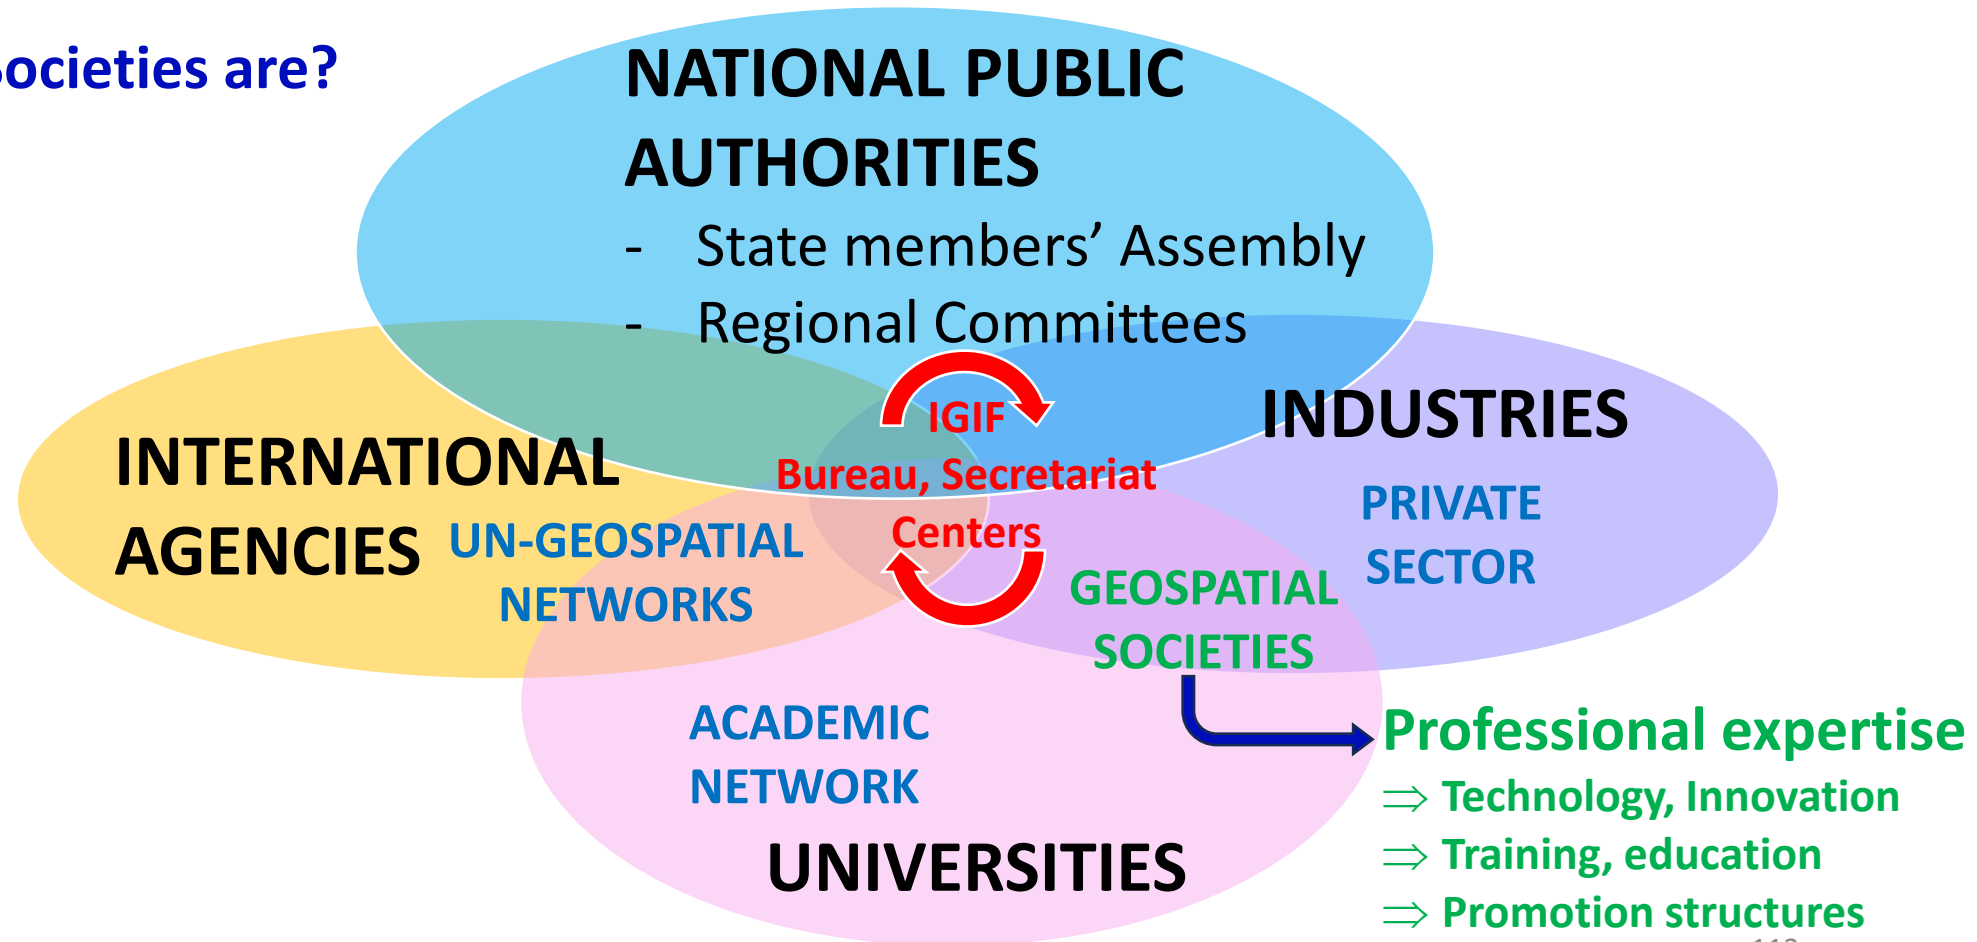 ocieties are?
NATIONAL PUBLIC
AUTHORITIES
- State members’ Assembly
- Regional Committees
INTERNATIONAL
AGENCIES
UN-GEOSPATIAL
NETWORKS
IGIF
Bureau, Secretariat
Centers
INDUSTRIES
PRIVATE
SECTOR
GEOSPATIAL
SOCIETIES
ACADEMIC
NETWORK
UNIVERSITIES
Professional expertise
⇒ Technology, Innovation
⇒ Training, education
⇒ Promotion structures